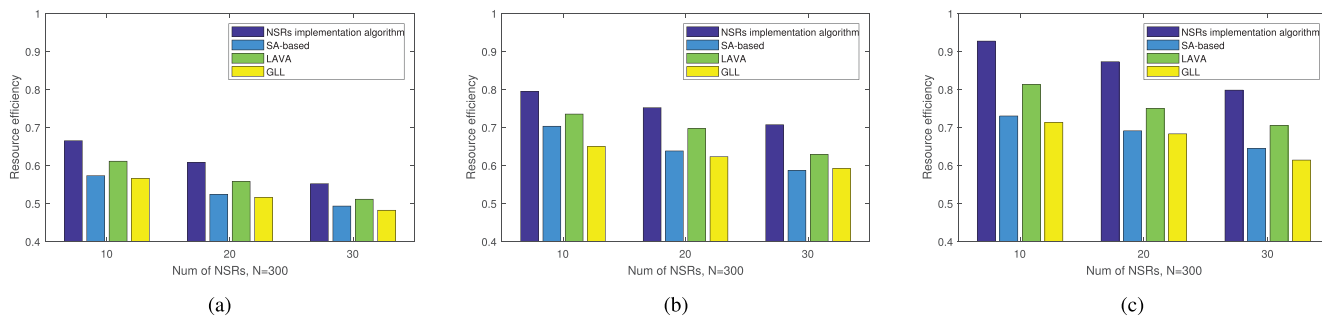 1
0.9
0.8
0.7
0.6
0.5
0.4
Resource efficiency
NSRs implementation algorithm
SA-based
LAVA
GLL
10 20 30
Num of NSRs, N=300
(a)
1
0.9
0.8
0.7
0.6
0.5
0.4
Resource efficiency
NSRs implementation algorithm
SA-based
LAVA
GLL
10 20 30
Num of NSRs, N=300
(b)
1
0.9
0.8
0.7
0.6
0.5
0.4
Resource efficiency
NSRs implementation algorithm
SA-based
LAVA
GLL
10 20 30
Num of NSRs, N=300
(c)